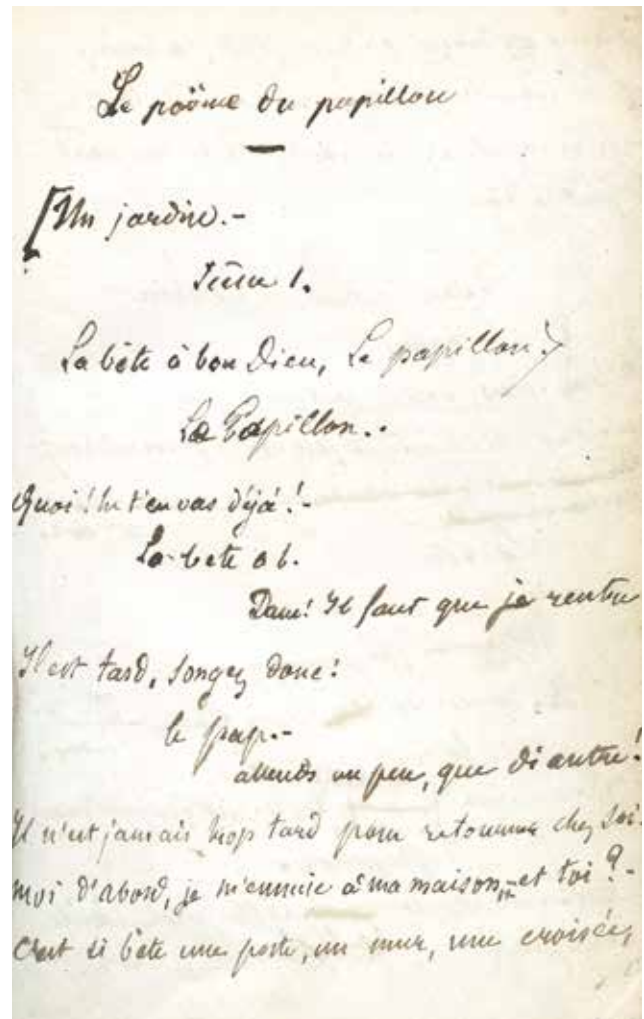 Le poëme du papillon
[Un jardin.-
Scène 1.
La bête à bon Dieu, Le papillon.)
Le Papillon..
Quoi! tu t'en vas déjà!-
La bete a b.
Dame! Il faut que je rentre
Il est tard, songez donc!
le pap.-
attends un peu, que diantre!
Il n'est jamais trop tard pour retourner chez soi.
moi d'abord, je m'ennuie à ma maison, et toi?-
C'est si bête une porte, un mur, une croisée,